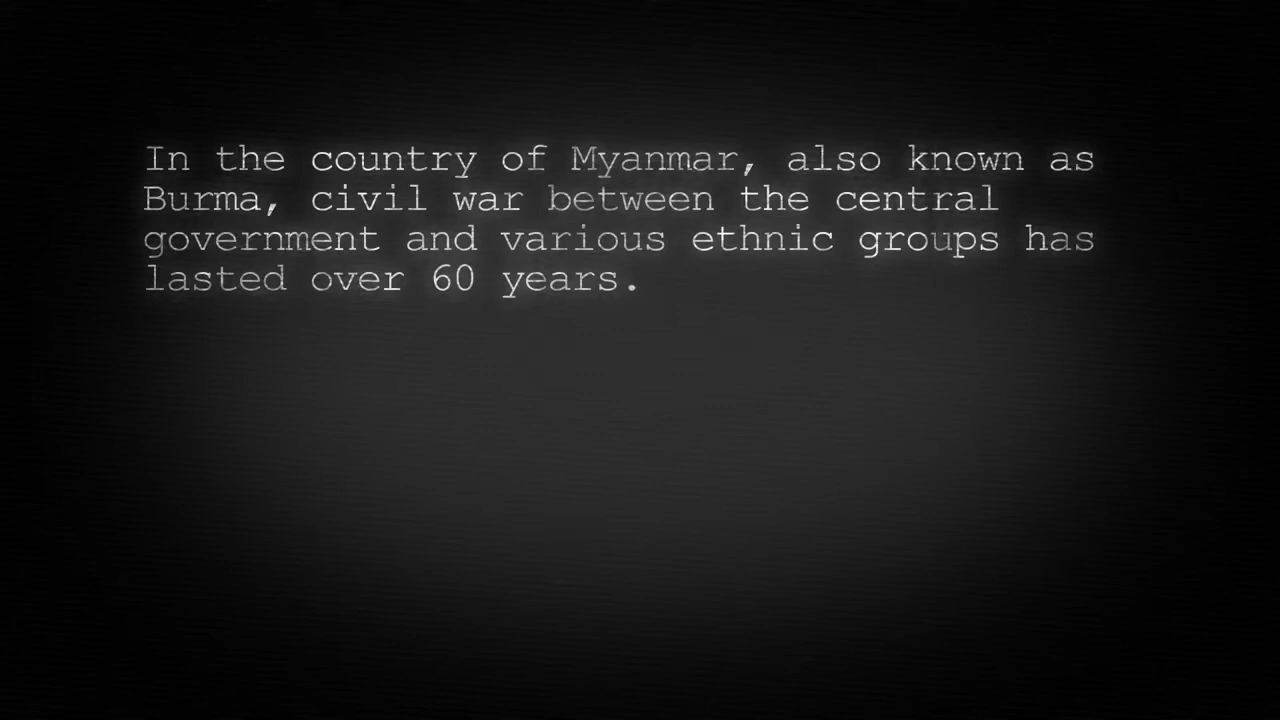 In the country of Myanmar, also known as
Burma, civil war between the central
government and various ethnic groups has
lasted over 60 years.